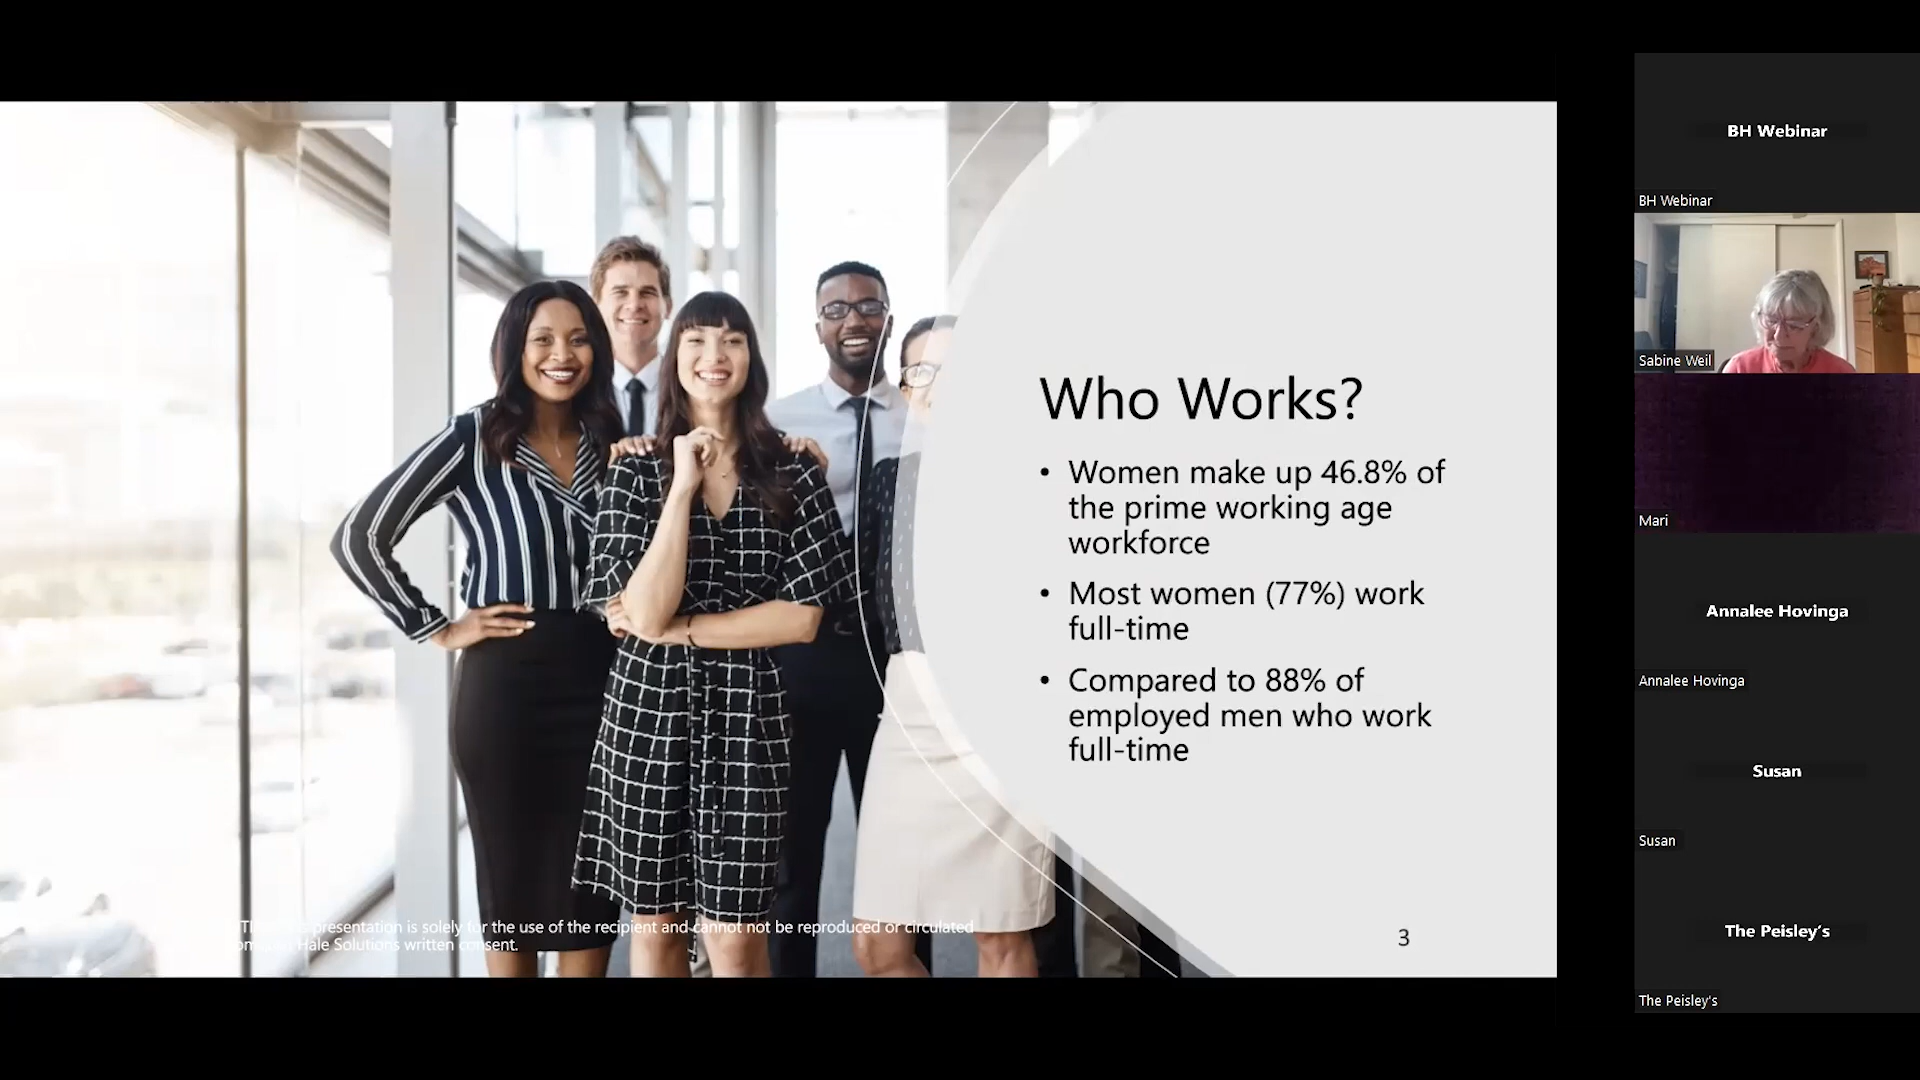 Who Works?
• Women make up 46.8% of
the prime working age
workforce
• Most women (77%) work
full-time
• Compared to 88% of
employed men who work
full-time
presentation is solely for the use of the recipient and cannot not be reproduced or circulated
Hale Solutions written consent.
3
BH Webinar
BH Webinar
Sabine Weil
Mari
Annalee Hovinga
Annalee Hovinga
Susan
Susan
The Peisley's
The Peisley's